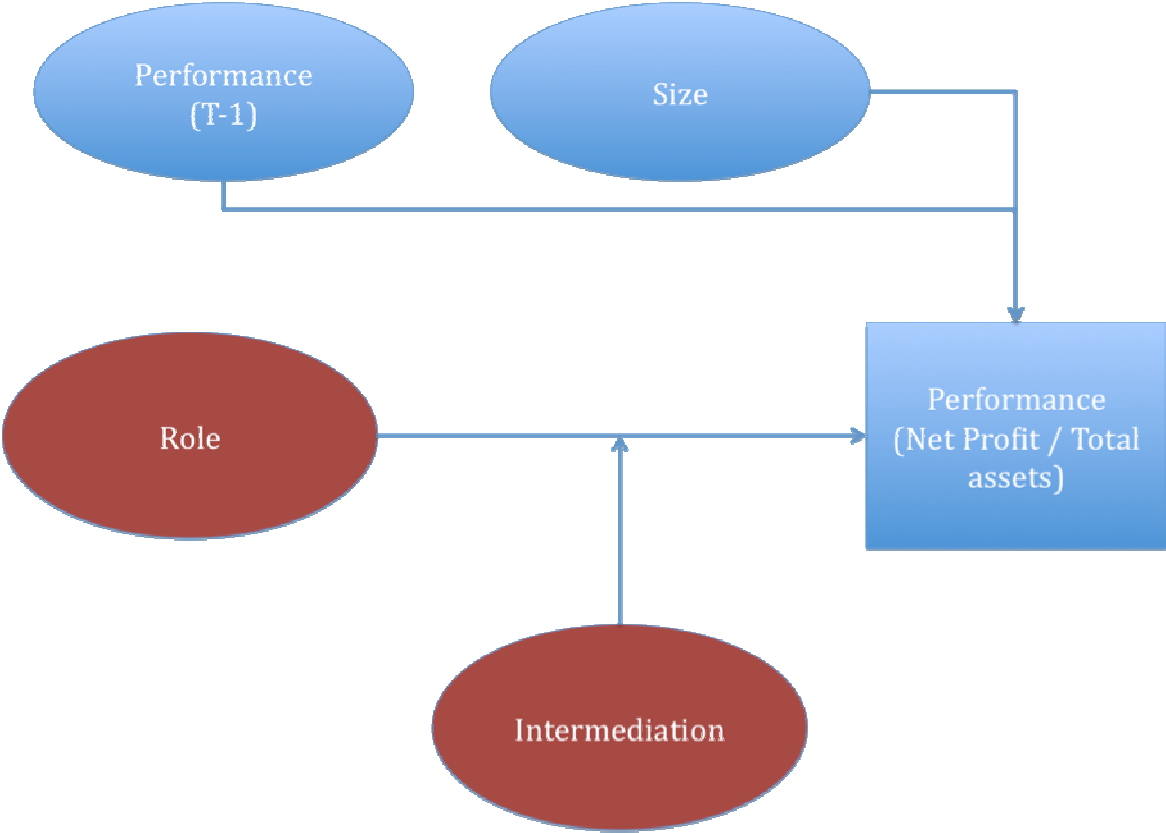 Performance
(T-1)
Size
Role
Performance
(Net Profit / Total
assets)
Intermediation